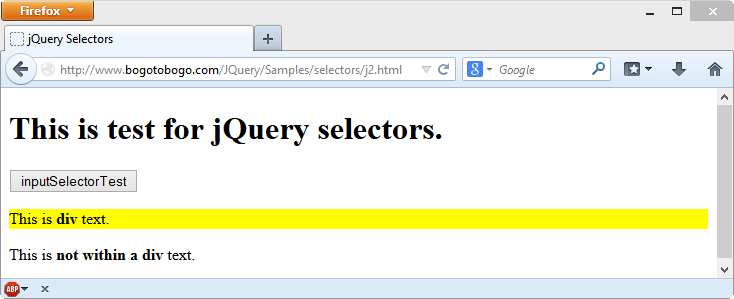 Firefox
jQuery Selectors
http://www.bogotobogo.com/JQuery/Samples/selectors/j2.html
8 Google
This is test for jQuery selectors.
inputSelectorTest
This is div text.
This is not within a div text.
ABP